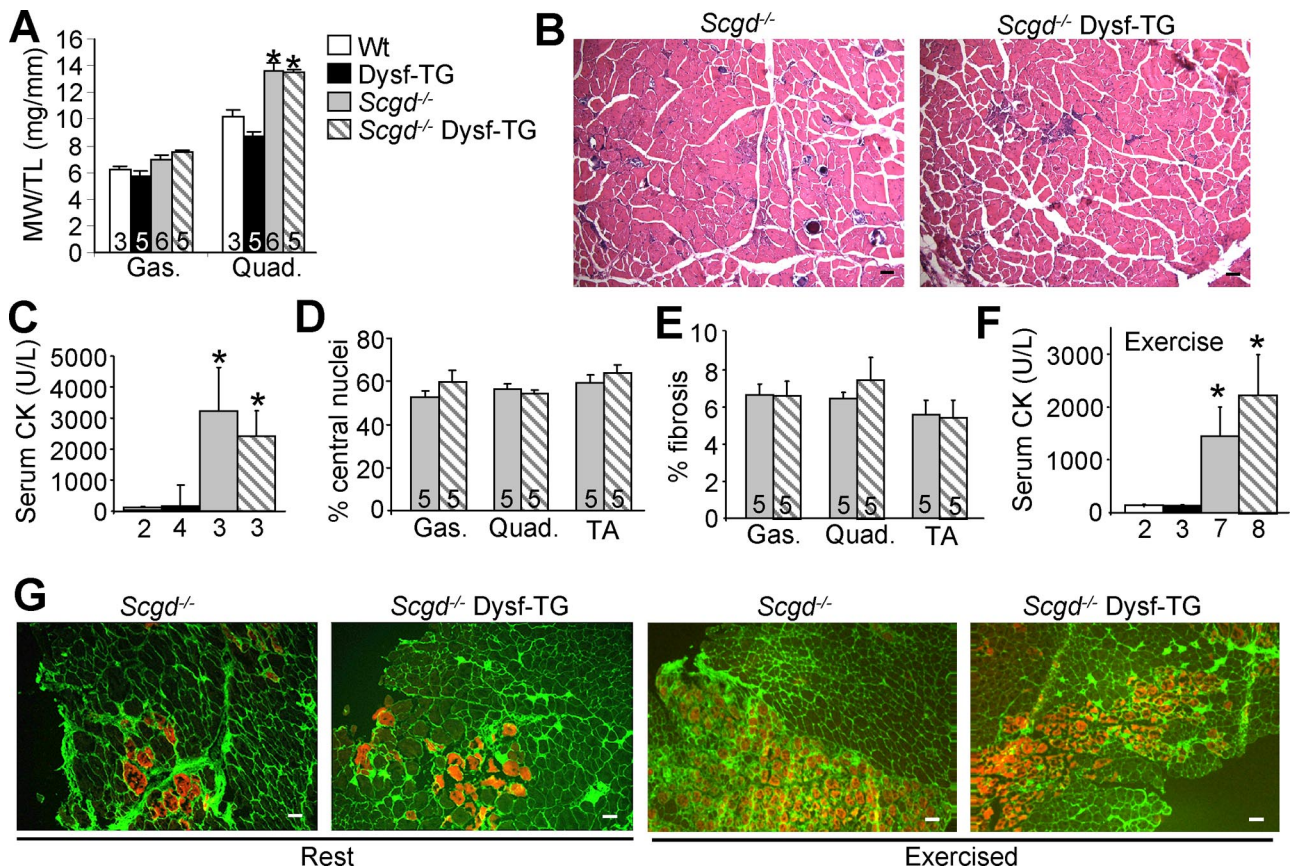 A
MW/TL (mg/mm)
16
14
12
10
8
6
4
2
0
* *
3 5 6 5
3 5 6 5
Gas. Quad.
Wt
Dysf-TG
Scgd-/-
Scgd-/- Dysf-TG
B
Scgd-/- Scgd-/- Dysf-TG
C
Serum CK (U/L)
5000
4000
3000
2000
1000
0
* *
2 4 3 3
D
% central nuclei
80
60
40
20
0
5 5 5 5 5 5
Gas. Quad. TA
E
% fibrosis
10
8
6
4
2
0
5 5 5 5 5 5
Gas. Quad. TA
F
Exercise
Serum CK (U/L)
3000
2000
1000
0
* *
2 3 7 8
G
Scgd-/- Scgd-/- Dysf-TG Scgd-/- Scgd-/- Dysf-TG
Rest Exercised